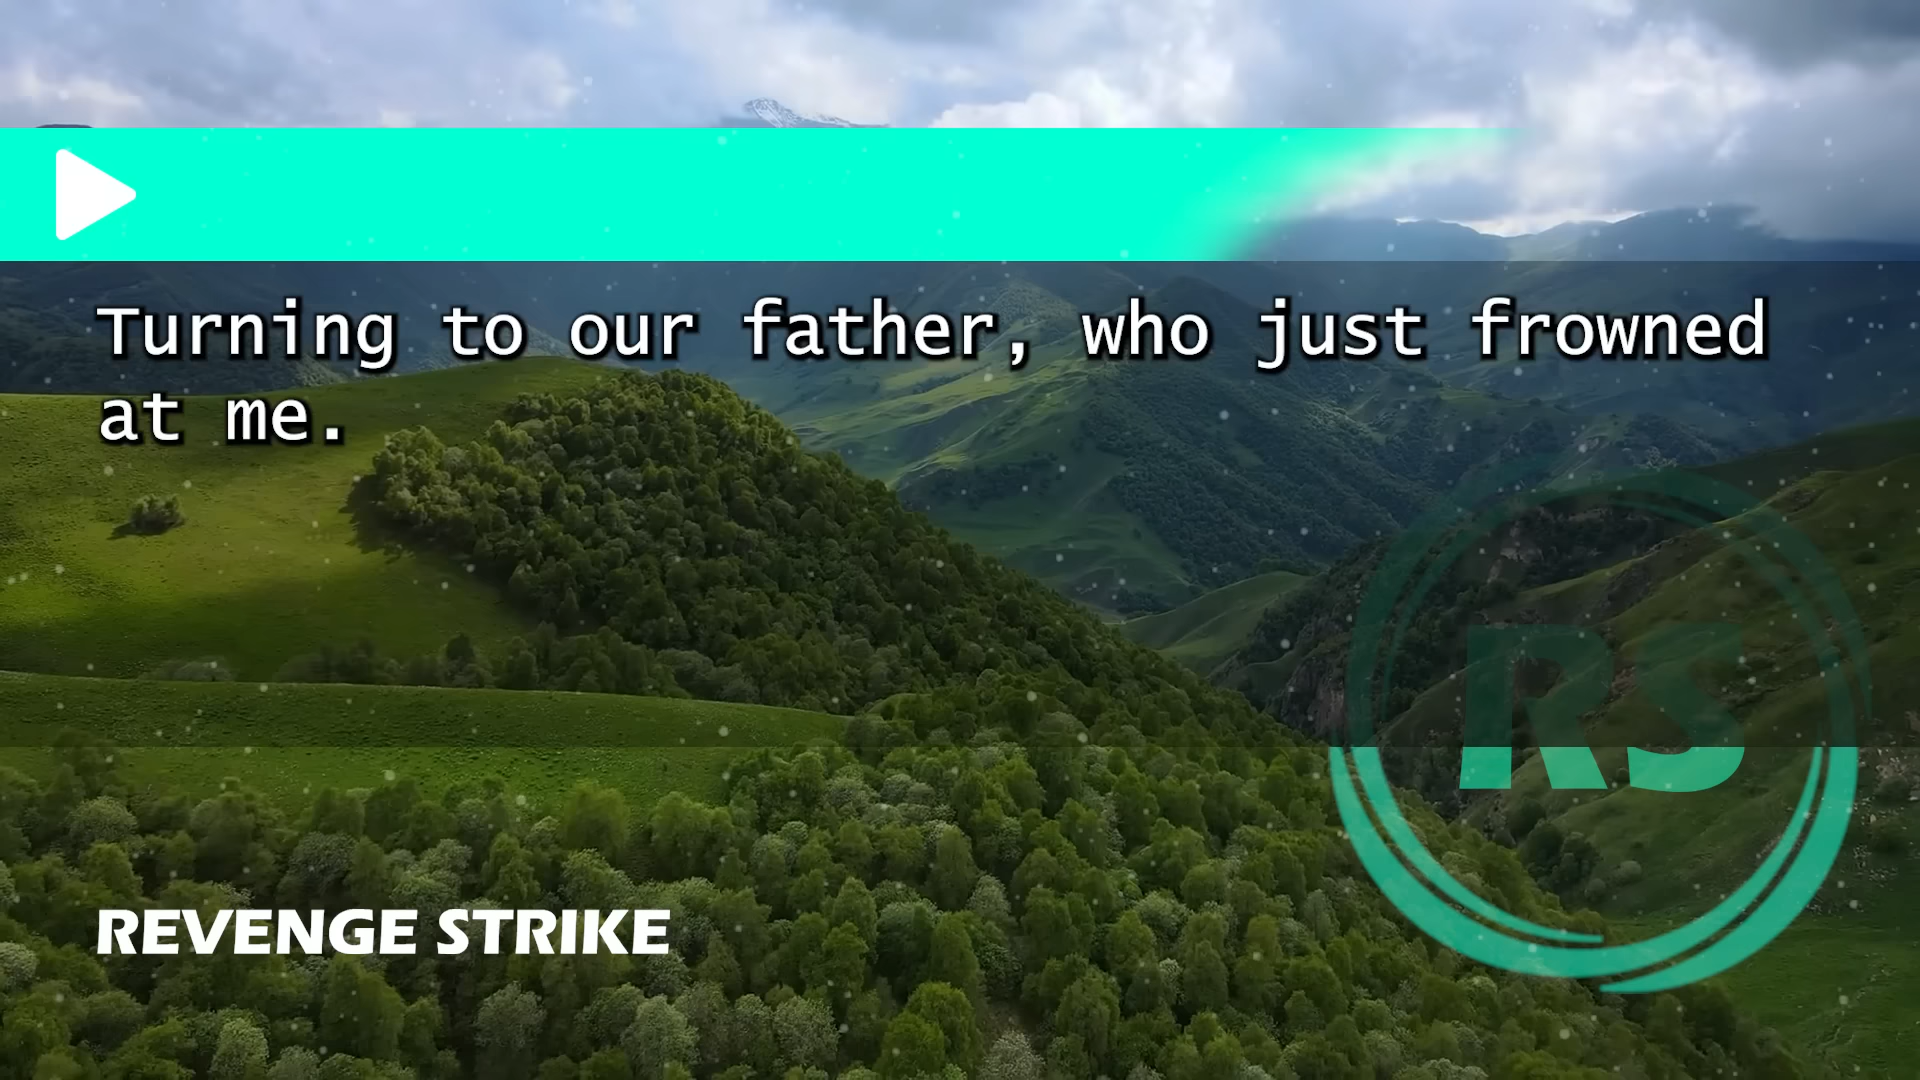 Turning to our father, who just frowned
at me.
RS
REVENGE STRIKE